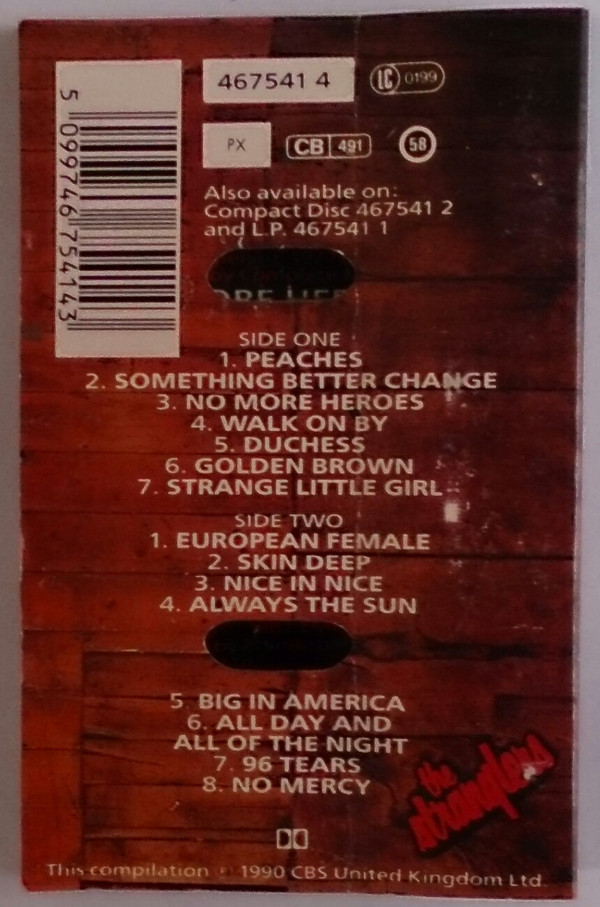 5 099746 754143
467541 4
LC 0199
PX
CB 491
58
Also available on:
Compact Disc 467541 2
and L.P. 467541 1
SIDE ONE
1. PEACHES
2. SOMETHING BETTER CHANGE
3. NO MORE HEROES
4. WALK ON BY
5. DUCHESS
6. GOLDEN BROWN
7. STRANGE LITTLE GIRL
SIDE TWO
1. EUROPEAN FEMALE
2. SKIN DEEP
3. NICE IN NICE
4. ALWAYS THE SUN
5. BIG IN AMERICA
6. ALL DAY AND
ALL OF THE NIGHT
7. 96 TEARS
8. NO MERCY
the
stranglers
This compilation ℗ 1990 CBS United Kingdom Ltd.